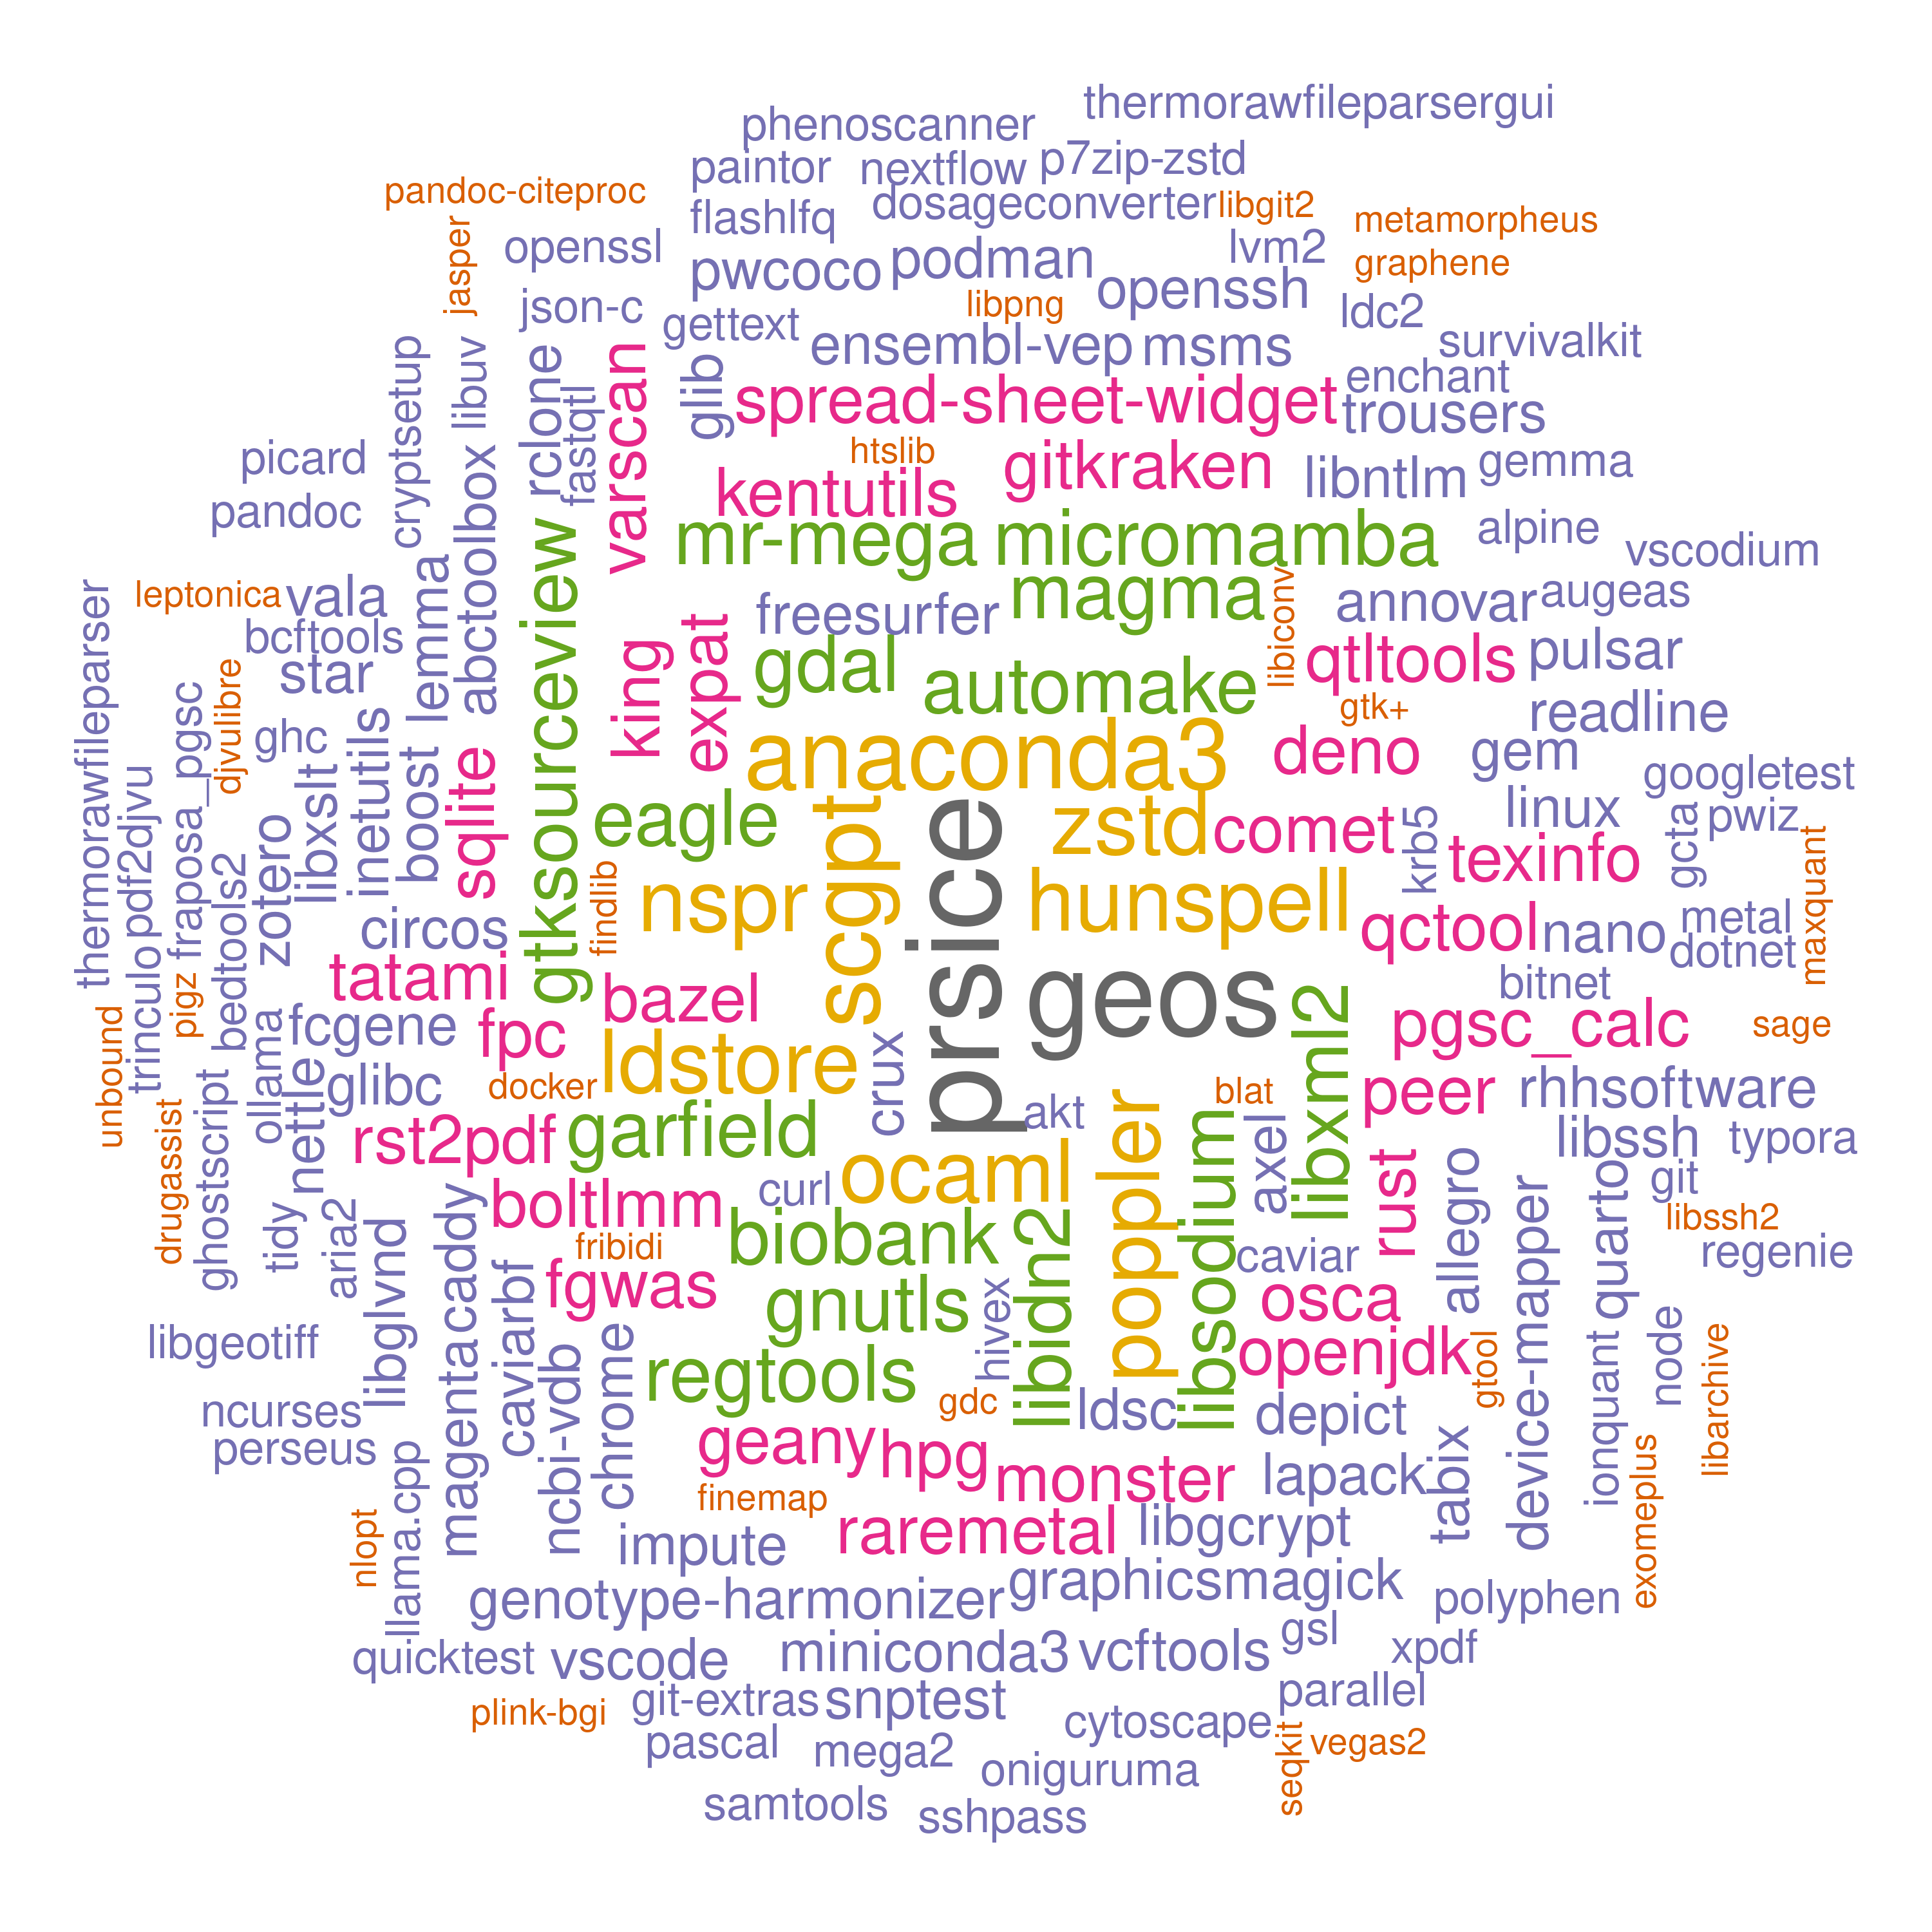 thermorawfileparsergui
phenoscanner
paintor
nextflow
p7zip-zstd
pandoc-citeproc
flashlfq
dosageconverter
libgit2
metamorpheus
jasper
openssl
pwcoco
podman
lvm2
graphene
json-c
gettext
libpng
openssh
ldc2
survivalkit
cryptsetup
libuv
rclone
fastqtl
varscan
glib
ensembl-vep
msms
spread-sheet-widget
enchant
trousers
picard
pandoc
abctoolbox
htslib
kentutils
gitkraken
libntlm
gemma
mr-mega
micromamba
alpine
vscodium
leptonica
vala
lemma
gtksourceview
freesurfer
magma
libiconv
annovar
augeas
thermorawfileparser
bcftools
star
king
expat
gdal
automake
qtltools
pulsar
pdf2djvu
fraposa_pgsc
djvulibre
ghc
libxslt
inetutils
boost
sqlite
anaconda3
gtk+
deno
readline
gem
googletest
bedtools2
zotero
eagle
scgpt
prsice
zstd
comet
krb5
linux
gcta
pwiz
maxquant
texinfo
circos
findlib
nspr
hunspell
qctool
nano
metal
dotnet
trinculo
pigz
tatami
bazel
geos
libxml2
bitnet
unbound
ollama
fcgene
fpc
ldstore
crux
pgsc_calc
sage
nettle
glibc
docker
akt
poppler
blat
peer
rhhsoftware
drugassist
ghostscript
rst2pdf
garfield
libsodium
axel
rust
libssh
typora
tidy
aria2
magentacaddy
boltlmm
curl
ocaml
allegro
device-mapper
quarto
git
libglvnd
caviarbf
fribidi
biobank
libidn2
caviar
libssh2
regenie
fgwas
gnutls
hivex
osca
node
libgeotiff
ncbi-vdb
chrome
regtools
openjdk
gtool
ionquant
libarchive
ncurses
gdc
ldsc
depict
perseus
llama.cpp
geany
hpg
monster
lapack
tabix
exomeplus
nlopt
finemap
impute
raremetal
libgcrypt
genotype-harmonizer
graphicsmagick
polyphen
quicktest
vscode
miniconda3
vcftools
gsl
xpdf
plink-bgi
git-extras
snptest
parallel
pascal
mega2
cytoscape
seqkit
vegas2
oniguruma
samtools
sshpass